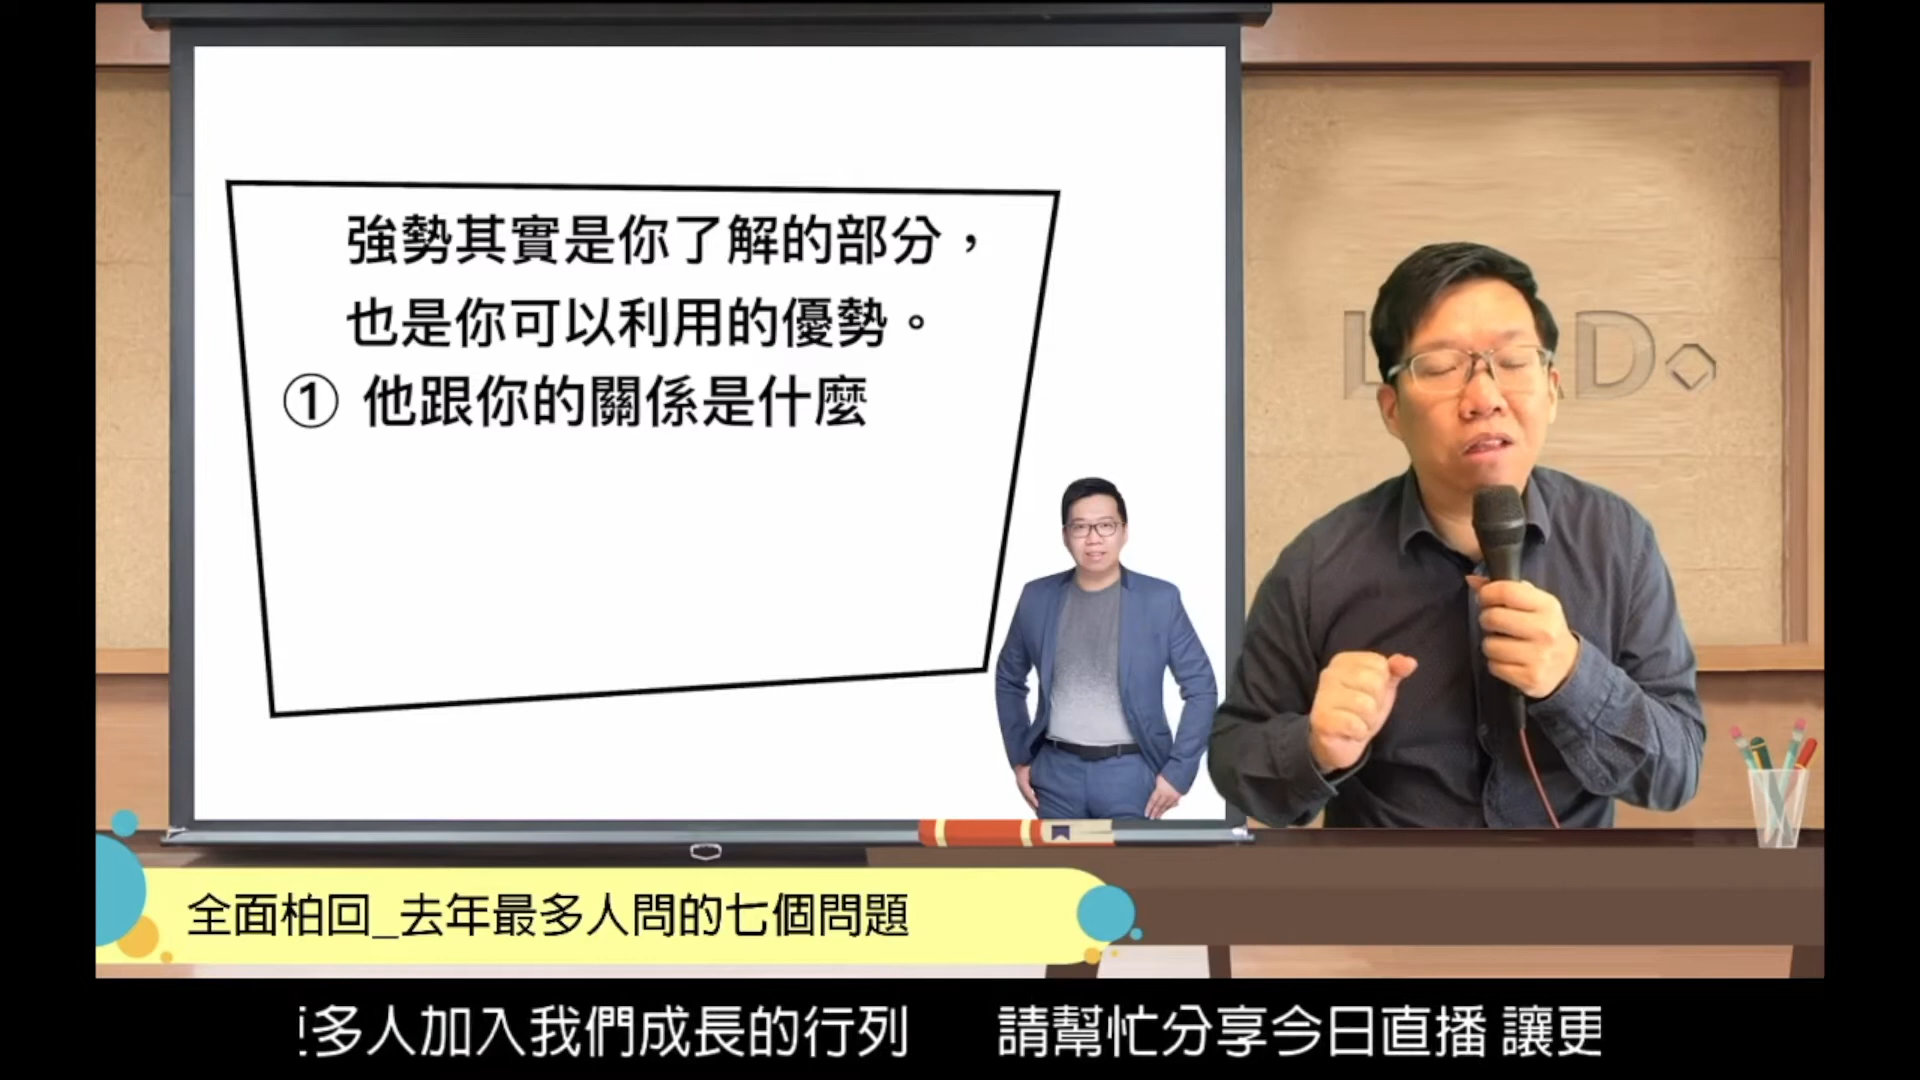 強勢其實是你了解的部分，
也是你可以利用的優勢。
① 他跟你的關係是什麼
全面柏回_去年最多人問的七個問題
多人加入我們成長的行列 請幫忙分享今日直播 讓更